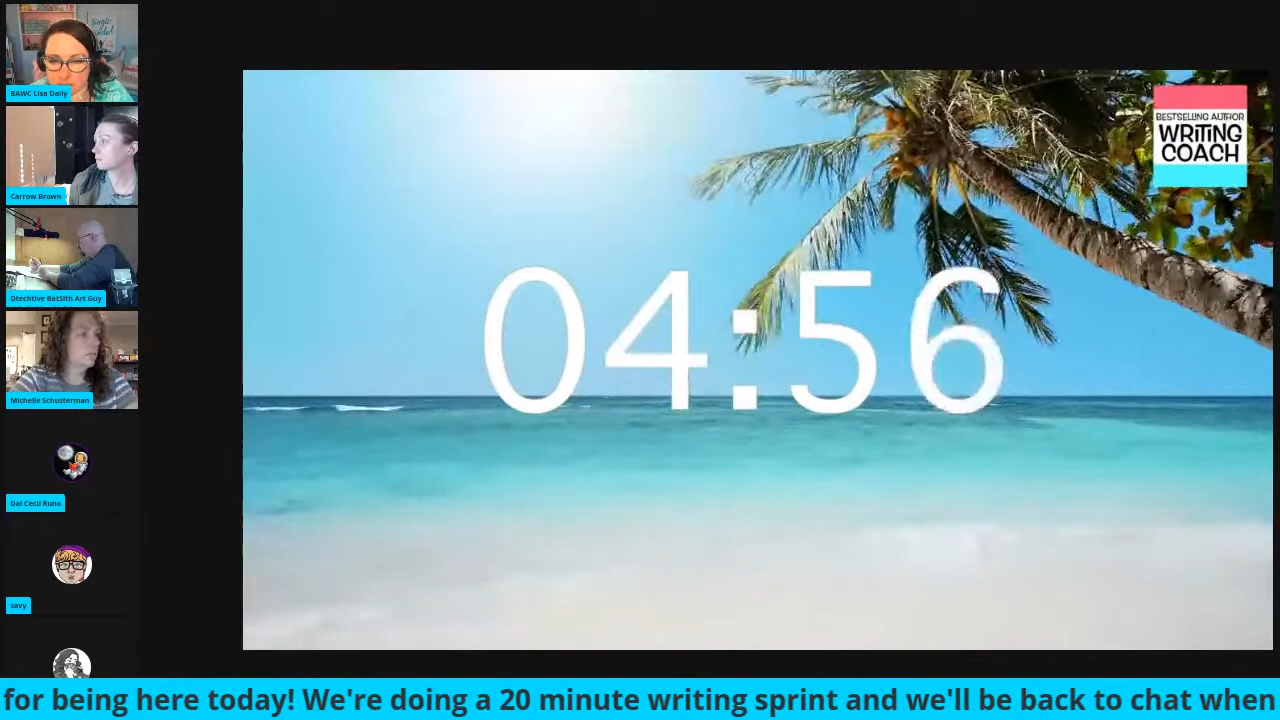 BAWC Lisa Daily
Carrow Brown
Dtechtive BatSith Art Guy
Michelle Schusterman
Dal Cecil Runo
savy
04:56
BESTSELLING AUTHOR
WRITING
COACH
for being here today! We're doing a 20 minute writing sprint and we'll be back to chat when